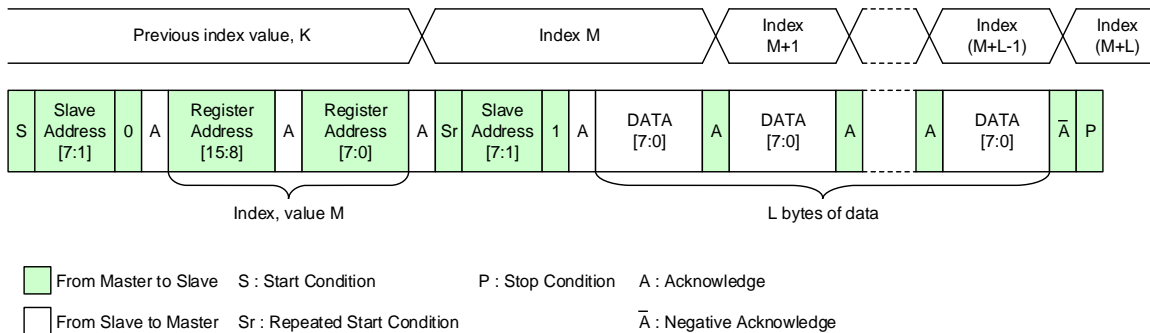 Previous index value, K
Index M
Index
M+1
Index
(M+L-1)
Index
(M+L)
S
Slave
Address
[7:1]
0
A
Register
Address
[15:8]
A
Register
Address
[7:0]
A
Sr
Slave
Address
[7:1]
1
A
DATA
[7:0]
A
DATA
[7:0]
A
A
DATA
[7:0]
A̅
P
Index, value M
L bytes of data
From Master to Slave
S : Start Condition
P : Stop Condition
A : Acknowledge
From Slave to Master
Sr : Repeated Start Condition
A̅ : Negative Acknowledge